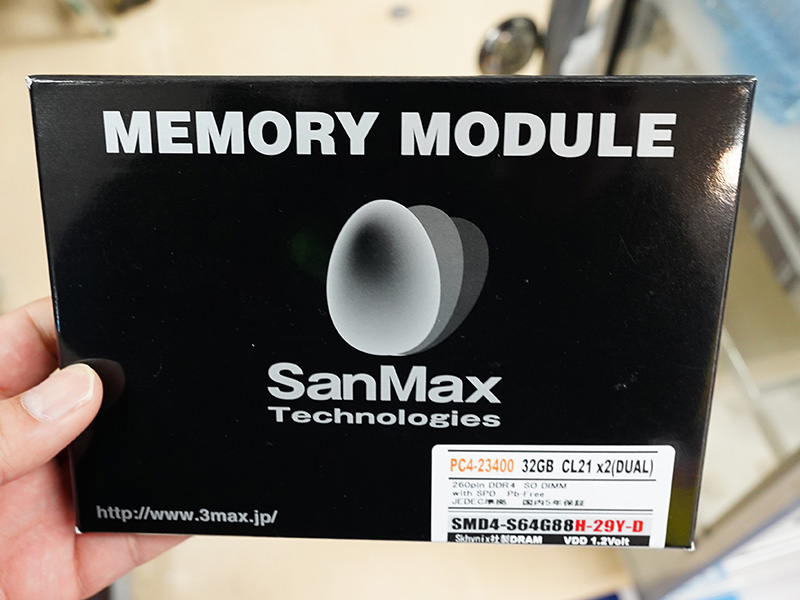 MEMORY MODULE
SanMax
Technologies
PC4-23400 32GB CL21 x2(DUAL)
260pin DDR4 SO DIMM
with SPD Pb-Free
JEDEC準拠 国内5年保証
SMD4-S64G88H-29Y-D
Skhynix社製DRAM VDD 1.2Volt
http://www.3max.jp/